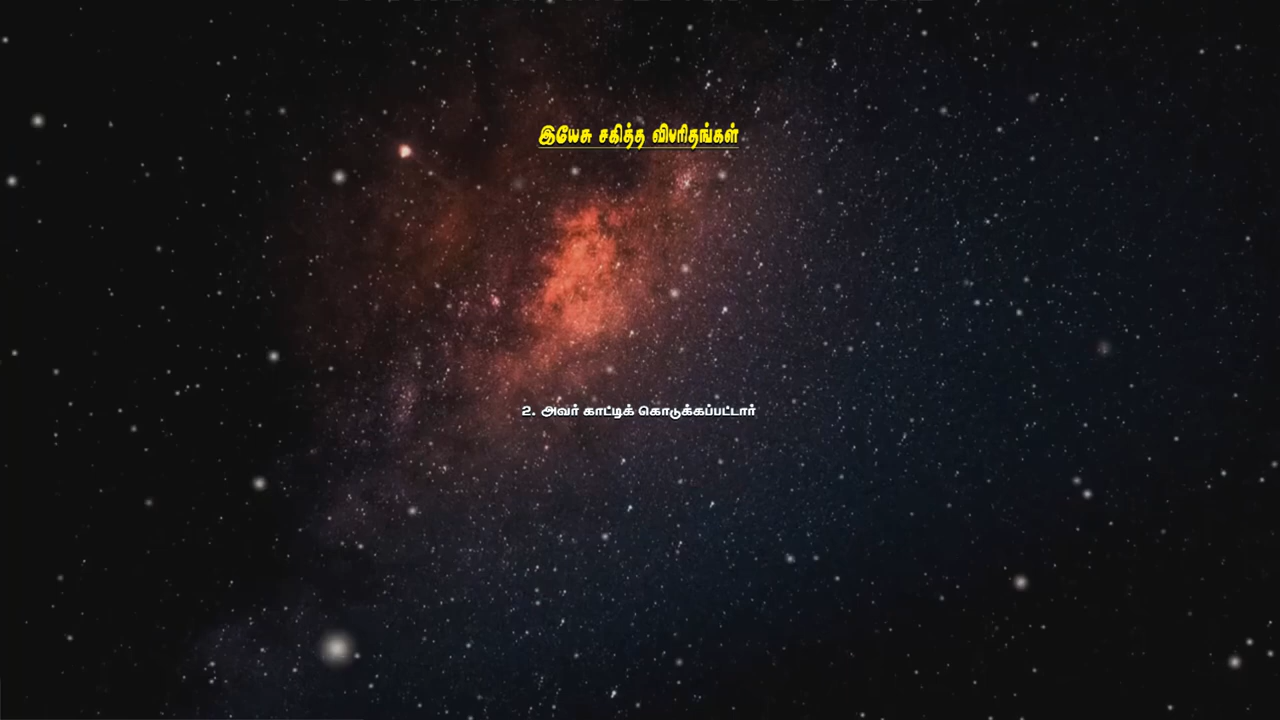 இயேசு சகித்த விபரிதங்கள்
2. அவர் காட்டிக் கொடுக்கப்பட்டார்